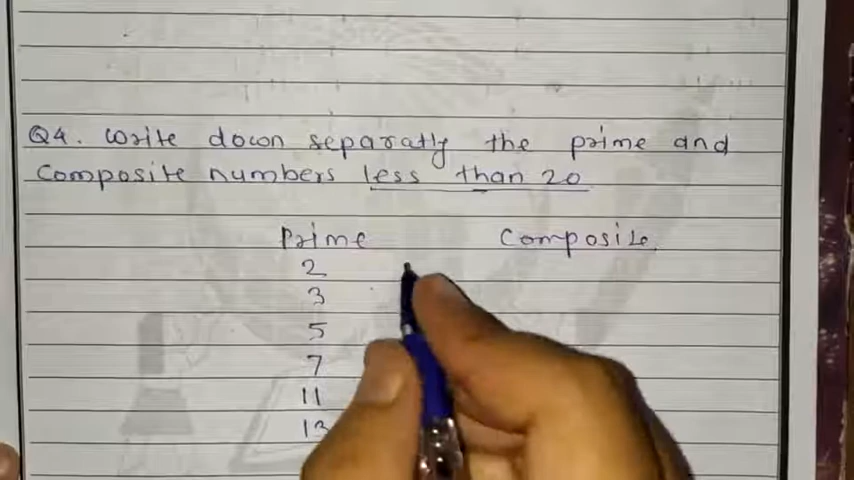 Q4. Write down separatly the prime and
Composite numbers less than 20
Prime Composite
2
3
5
7
11
13